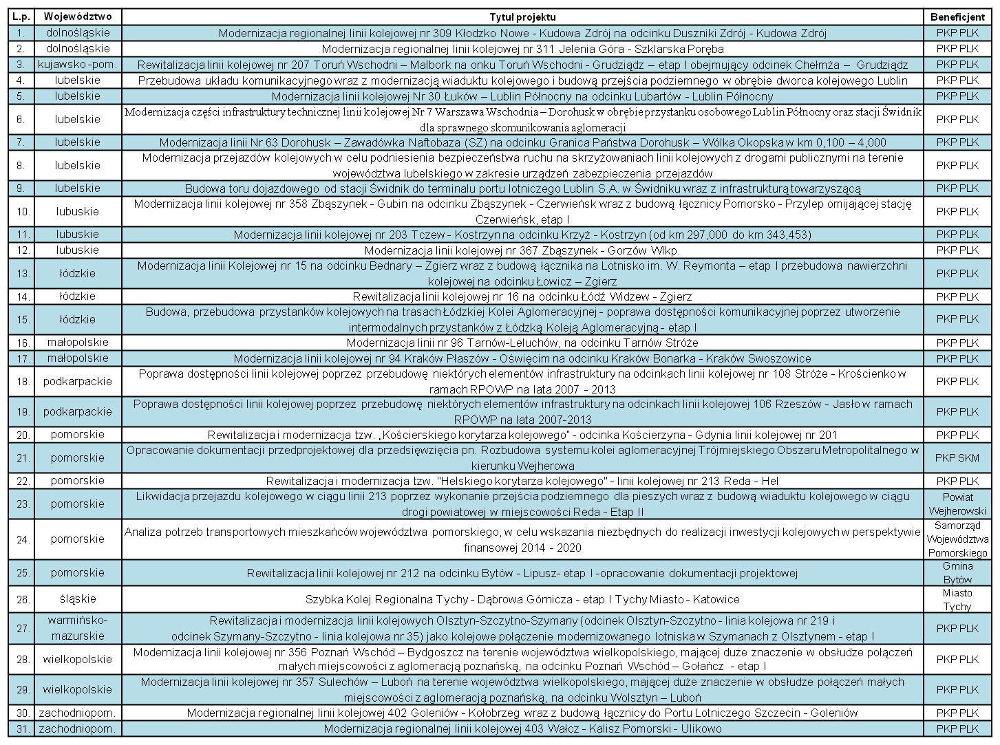 L.p. Województwo Tytuł projektu Beneficjent
1. dolnośląskie Modernizacja regionalnej linii kolejowej nr 309 Kłodzko Nowe - Kudowa Zdrój na odcinku Duszniki Zdrój - Kudowa Zdrój PKP PLK
2. dolnośląskie Modernizacja regionalnej linii kolejowej nr 311 Jelenia Góra - Szklarska Poręba PKP PLK
3. kujawsko-pom. Rewitalizacja linii kolejowej nr 207 Toruń Wschodni – Malbork na onku Toruń Wschodni - Grudziądz – etap I obejmujący odcinek Chełmża – Grudziądz PKP PLK
4. lubelskie Przebudowa układu komunikacyjnego wraz z modernizacją wiaduktu kolejowego i budową przejścia podziemnego w obrębie dworca kolejowego Lublin PKP PLK
5. lubelskie Modernizacja linii kolejowej Nr 30 Łuków – Lublin Północny na odcinku Lubartów - Lublin Północny PKP PLK
6. lubelskie Modernizacja części infrastruktury technicznej linii kolejowej Nr 7 Warszawa Wschodnia – Dorohusk w obrębie przystanku osobowego Lublin Północny oraz stacji Świdnik
dla sprawnego skomunikowania aglomeracji PKP PLK
7. lubelskie Modernizacja linii Nr 63 Dorohusk – Zawadówka Naftobaza (SZ) na odcinku Granica Państwa Dorohusk – Wólka Okopska w km 0,100 – 4,000 PKP PLK
8. lubelskie Modernizacja przejazdów kolejowych w celu podniesienia bezpieczeństwa ruchu na skrzyżowaniach linii kolejowych z drogami publicznymi na terenie
województwa lubelskiego w zakresie urządzeń zabezpieczenia przejazdów PKP PLK
9. lubelskie Budowa toru dojazdowego od stacji Świdnik do terminalu portu lotniczego Lublin S.A. w Świdniku wraz z infrastrukturą towarzyszącą PKP PLK
10. lubuskie Modernizacja linii kolejowej nr 358 Zbąszynek - Gubin na odcinku Zbąszynek - Czerwieńsk wraz z budową łącznicy Pomorsko - Przylep omijającej stację
Czerwieńsk, etap I PKP PLK
11. lubuskie Modernizacja linii kolejowej nr 203 Tczew - Kostrzyn na odcinku Krzyż - Kostrzyn (od km 297,000 do km 343,453) PKP PLK
12. lubuskie Modernizacja linii kolejowej nr 367 Zbąszynek - Gorzów Wlkp. PKP PLK
13. łódzkie Modernizacja linii Kolejowej nr 15 na odcinku Bednary – Zgierz wraz z budową łącznika na Lotnisko im. W. Reymonta – etap I przebudowa nawierzchni
kolejowej na odcinku Łowicz – Zgierz PKP PLK
14. łódzkie Rewitalizacja linii kolejowej nr 16 na odcinku Łódź Widzew - Zgierz PKP PLK
15. łódzkie Budowa, przebudowa przystanków kolejowych na trasach Łódzkiej Kolei Aglomeracyjnej - poprawa dostępności komunikacyjnej poprzez utworzenie
intermodalnych przystanków z Łódzką Koleją Aglomeracyjną - etap I PKP PLK
16. małopolskie Modernizacja linii nr 96 Tarnów-Leluchów, na odcinku Tarnów Stróże PKP PLK
17. małopolskie Modernizacja linii kolejowej nr 94 Kraków Płaszów - Oświęcim na odcinku Kraków Bonarka - Kraków Swoszowice PKP PLK
18. podkarpackie Poprawa dostępności linii kolejowej poprzez przebudowę niektórych elementów infrastruktury na odcinkach linii kolejowej nr 108 Stróże - Krościenko w
ramach RPOWP na lata 2007 - 2013 PKP PLK
19. podkarpackie Poprawa dostępności linii kolejowej poprzez przebudowę niektórych elementów infrastruktury na odcinkach linii kolejowej 106 Rzeszów - Jasło w ramach
RPOWP na lata 2007-2013 PKP PLK
20. pomorskie Rewitalizacja i modernizacja tzw. „Kościerskiego korytarza kolejowego” - odcinka Kościerzyna - Gdynia linii kolejowej nr 201 PKP PLK
21. pomorskie Opracowanie dokumentacji przedprojektowej dla przedsięwzięcia pn. Rozbudowa systemu kolei aglomeracyjnej Trójmiejskiego Obszaru Metropolitalnego w
kierunku Wejherowa PKP SKM
22. pomorskie Rewitalizacja i modernizacja tzw. "Helskiego korytarza kolejowego" - linii kolejowej nr 213 Reda - Hel PKP PLK
23. pomorskie Likwidacja przejazdu kolejowego w ciągu linii 213 poprzez wykonanie przejścia podziemnego dla pieszych wraz z budową wiaduktu kolejowego w ciągu
drogi powiatowej w miejscowości Reda - Etap II Powiat
Wejherowski
24. pomorskie Analiza potrzeb transportowych mieszkańców województwa pomorskiego, w celu wskazania niezbędnych do realizacji inwestycji kolejowych w perspektywie
finansowej 2014 - 2020 Samorząd
Województwa
Pomorskiego
25. pomorskie Rewitalizacja linii kolejowej nr 212 na odcinku Bytów - Lipusz- etap I -opracowanie dokumentacji projektowej Gmina
Bytów
26. śląskie Szybka Kolej Regionalna Tychy - Dąbrowa Górnicza - etap I Tychy Miasto - Katowice Miasto
Tychy
27. warmińsko-
mazurskie Rewitalizacja i modernizacja linii kolejowych Olsztyn-Szczytno-Szymany (odcinek Olsztyn-Szczytno - linia kolejowa nr 219 i
odcinek Szymany-Szczytno - linia kolejowa nr 35) jako kolejowe połączenie modernizowanego lotniska w Szymanach z Olsztynem - etap I PKP PLK
28. wielkopolskie Modernizacja linii kolejowej nr 356 Poznań Wschód – Bydgoszcz na terenie województwa wielkopolskiego, mającej duże znaczenie w obsłudze połączeń
małych miejscowości z aglomeracją poznańską, na odcinku Poznań Wschód – Gołańcz - etap I PKP PLK
29. wielkopolskie Modernizacja linii kolejowej nr 357 Sulechów – Luboń na terenie województwa wielkopolskiego, mającej duże znaczenie w obsłudze połączeń małych
miejscowości z aglomeracją poznańską, na odcinku Wolsztyn – Luboń PKP PLK
30. zachodniopom. Modernizacja regionalnej linii kolejowej 402 Goleniów - Kołobrzeg wraz z budową łącznicy do Portu Lotniczego Szczecin - Goleniów PKP PLK
31. zachodniopom. Modernizacja regionalnej linii kolejowej 403 Wałcz - Kalisz Pomorski - Ulikowo PKP PLK